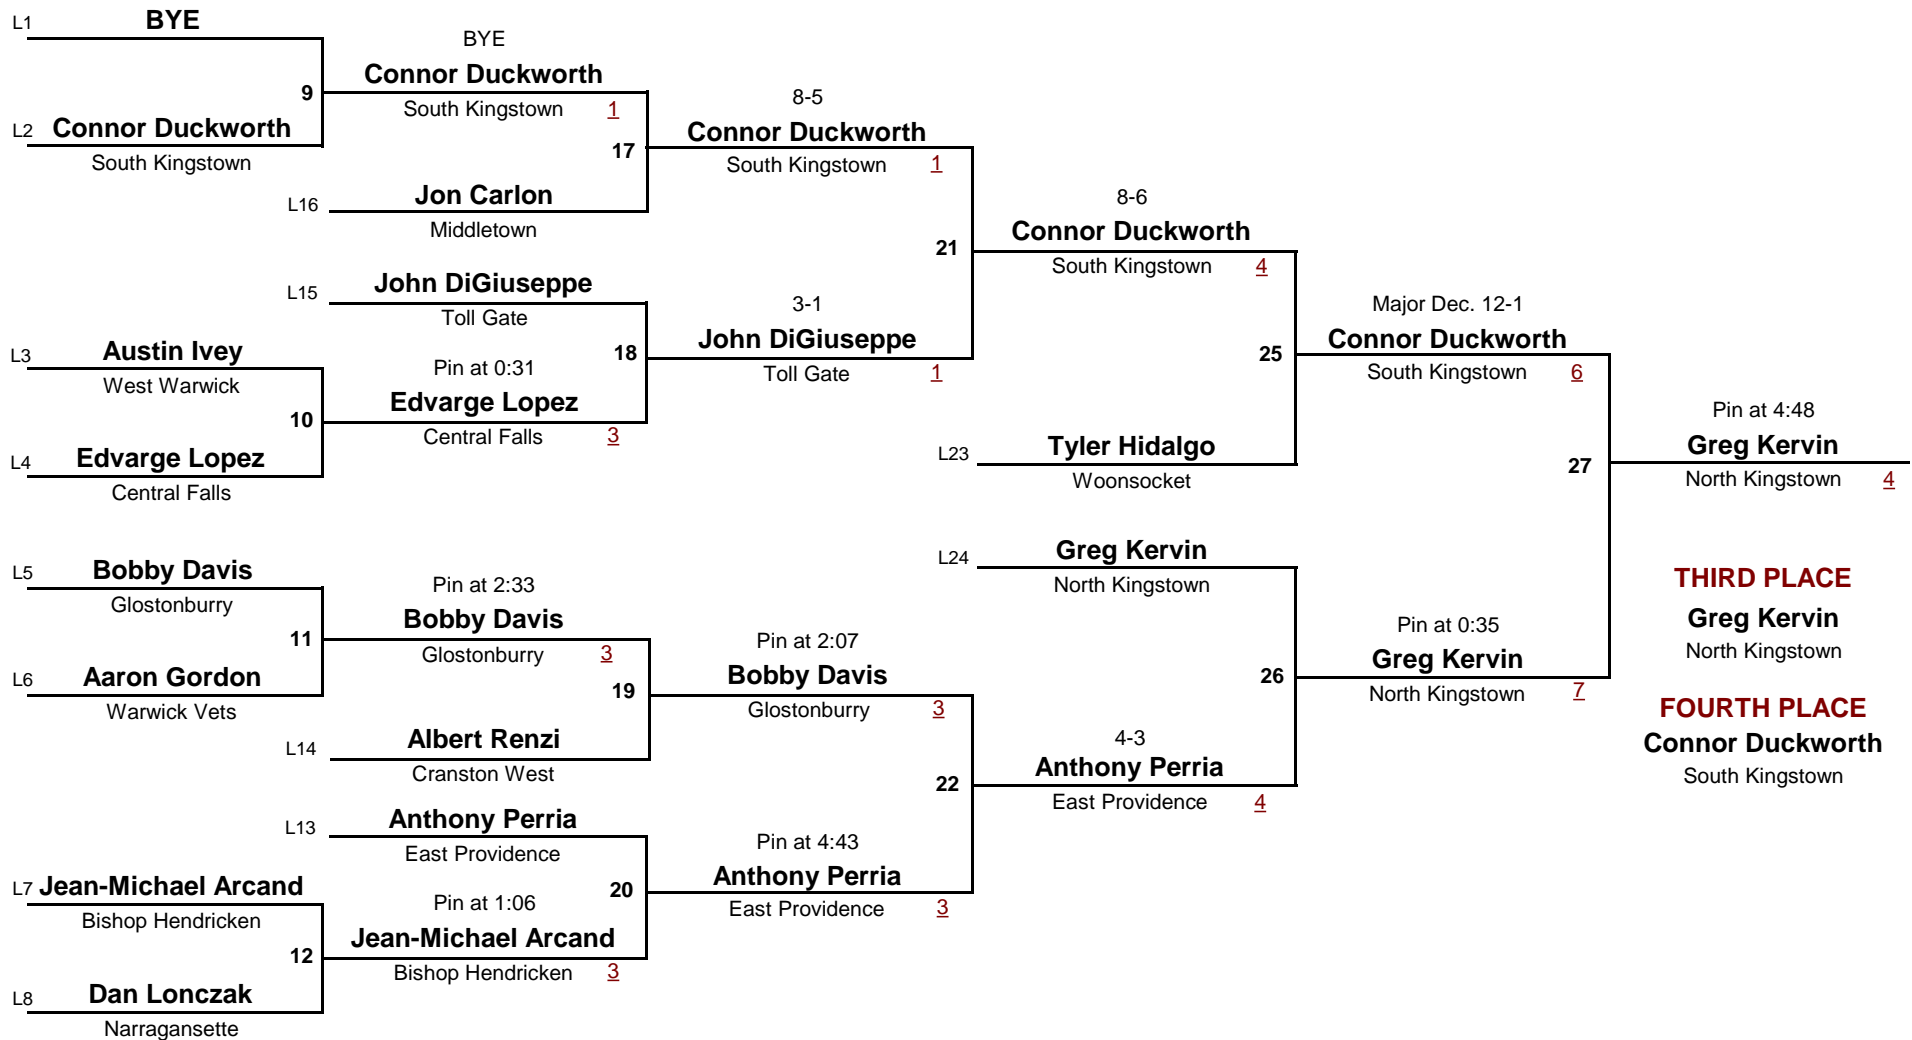 L1 BYE
9
L2 Connor Duckworth
South Kingstown
BYE
Connor Duckworth
South Kingstown 1
17
L16 Jon Carlon
Middletown
8-5
Connor Duckworth
South Kingstown 1
L15 John DiGiuseppe
Toll Gate
L3 Austin Ivey
West Warwick
10
L4 Edvarge Lopez
Central Falls
Pin at 0:31
Edvarge Lopez
Central Falls 3
18
3-1
John DiGiuseppe
Toll Gate 1
21
8-6
Connor Duckworth
South Kingstown 4
25
L23 Tyler Hidalgo
Woonsocket
Major Dec. 12-1
Connor Duckworth
South Kingstown 6
27
Pin at 4:48
Greg Kervin
North Kingstown 4
L5 Bobby Davis
Glostonburry
11
L6 Aaron Gordon
Warwick Vets
Pin at 2:33
Bobby Davis
Glostonburry 3
19
L14 Albert Renzi
Cranston West
Pin at 2:07
Bobby Davis
Glostonburry 3
L13 Anthony Perria
East Providence
L7 Jean-Michael Arcand
Bishop Hendricken
12
L8 Dan Lonczak
Narragansette
Pin at 1:06
Jean-Michael Arcand
Bishop Hendricken 3
20
Pin at 4:43
Anthony Perria
East Providence 3
22
4-3
Anthony Perria
East Providence 4
L24 Greg Kervin
North Kingstown
26
Pin at 0:35
Greg Kervin
North Kingstown 7
THIRD PLACE
Greg Kervin
North Kingstown
FOURTH PLACE
Connor Duckworth
South Kingstown